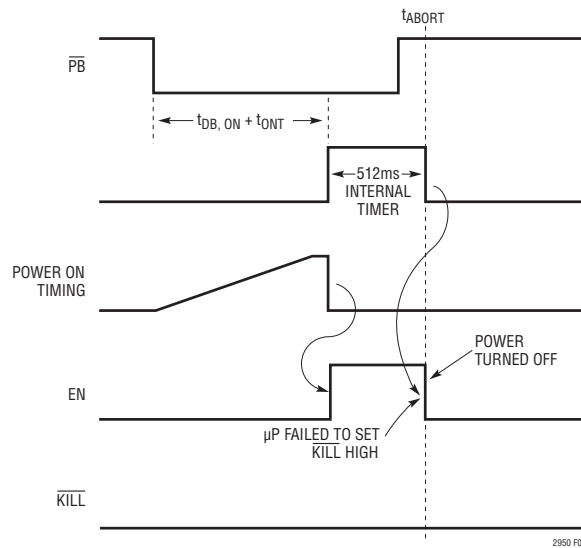 tABORT
PB
tDB, ON + tONT
512ms
INTERNAL
TIMER
POWER ON
TIMING
POWER
TURNED OFF
EN
µP FAILED TO SET
KILL HIGH
KILL
2950 F0